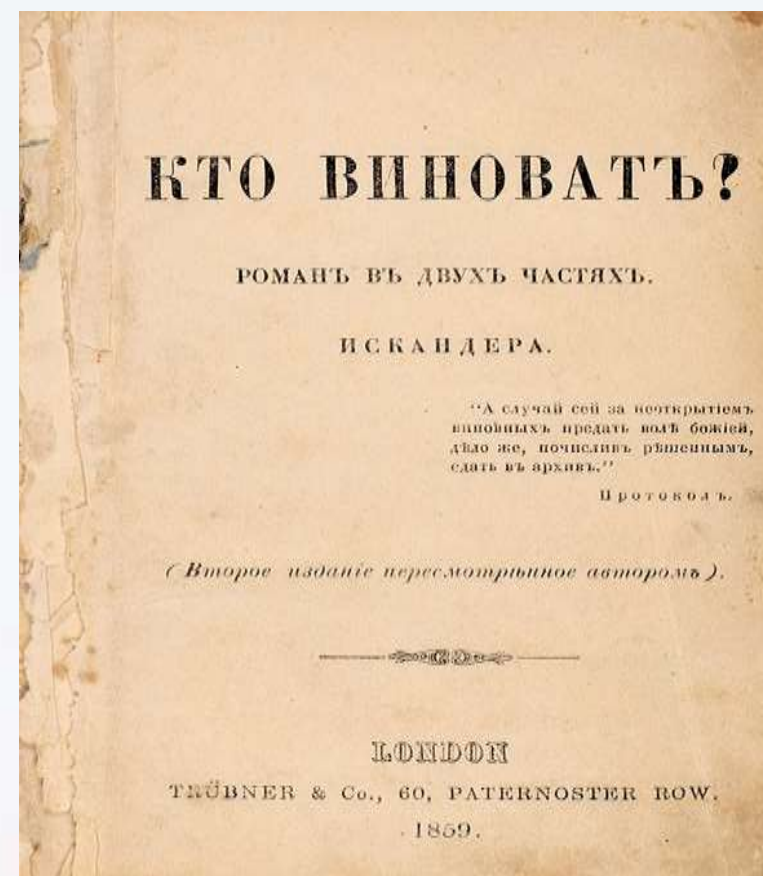 КТО ВИНОВАТЪ?
РОМАНЪ ВЪ ДВУХЪ ЧАСТЯХЪ.
ИСКАНДЕРА.
“А случай сей за неоткрытіемъ
виновныхъ предать волѣ божіей,
дѣло же, почисливъ рѣшеннымъ,
сдать въ архивъ.”
Протоколъ.
(Второе изданіе пересмотрѣнное авторомъ).
LONDON
TRÜBNER & Co., 60, PATERNOSTER ROW.
1859.